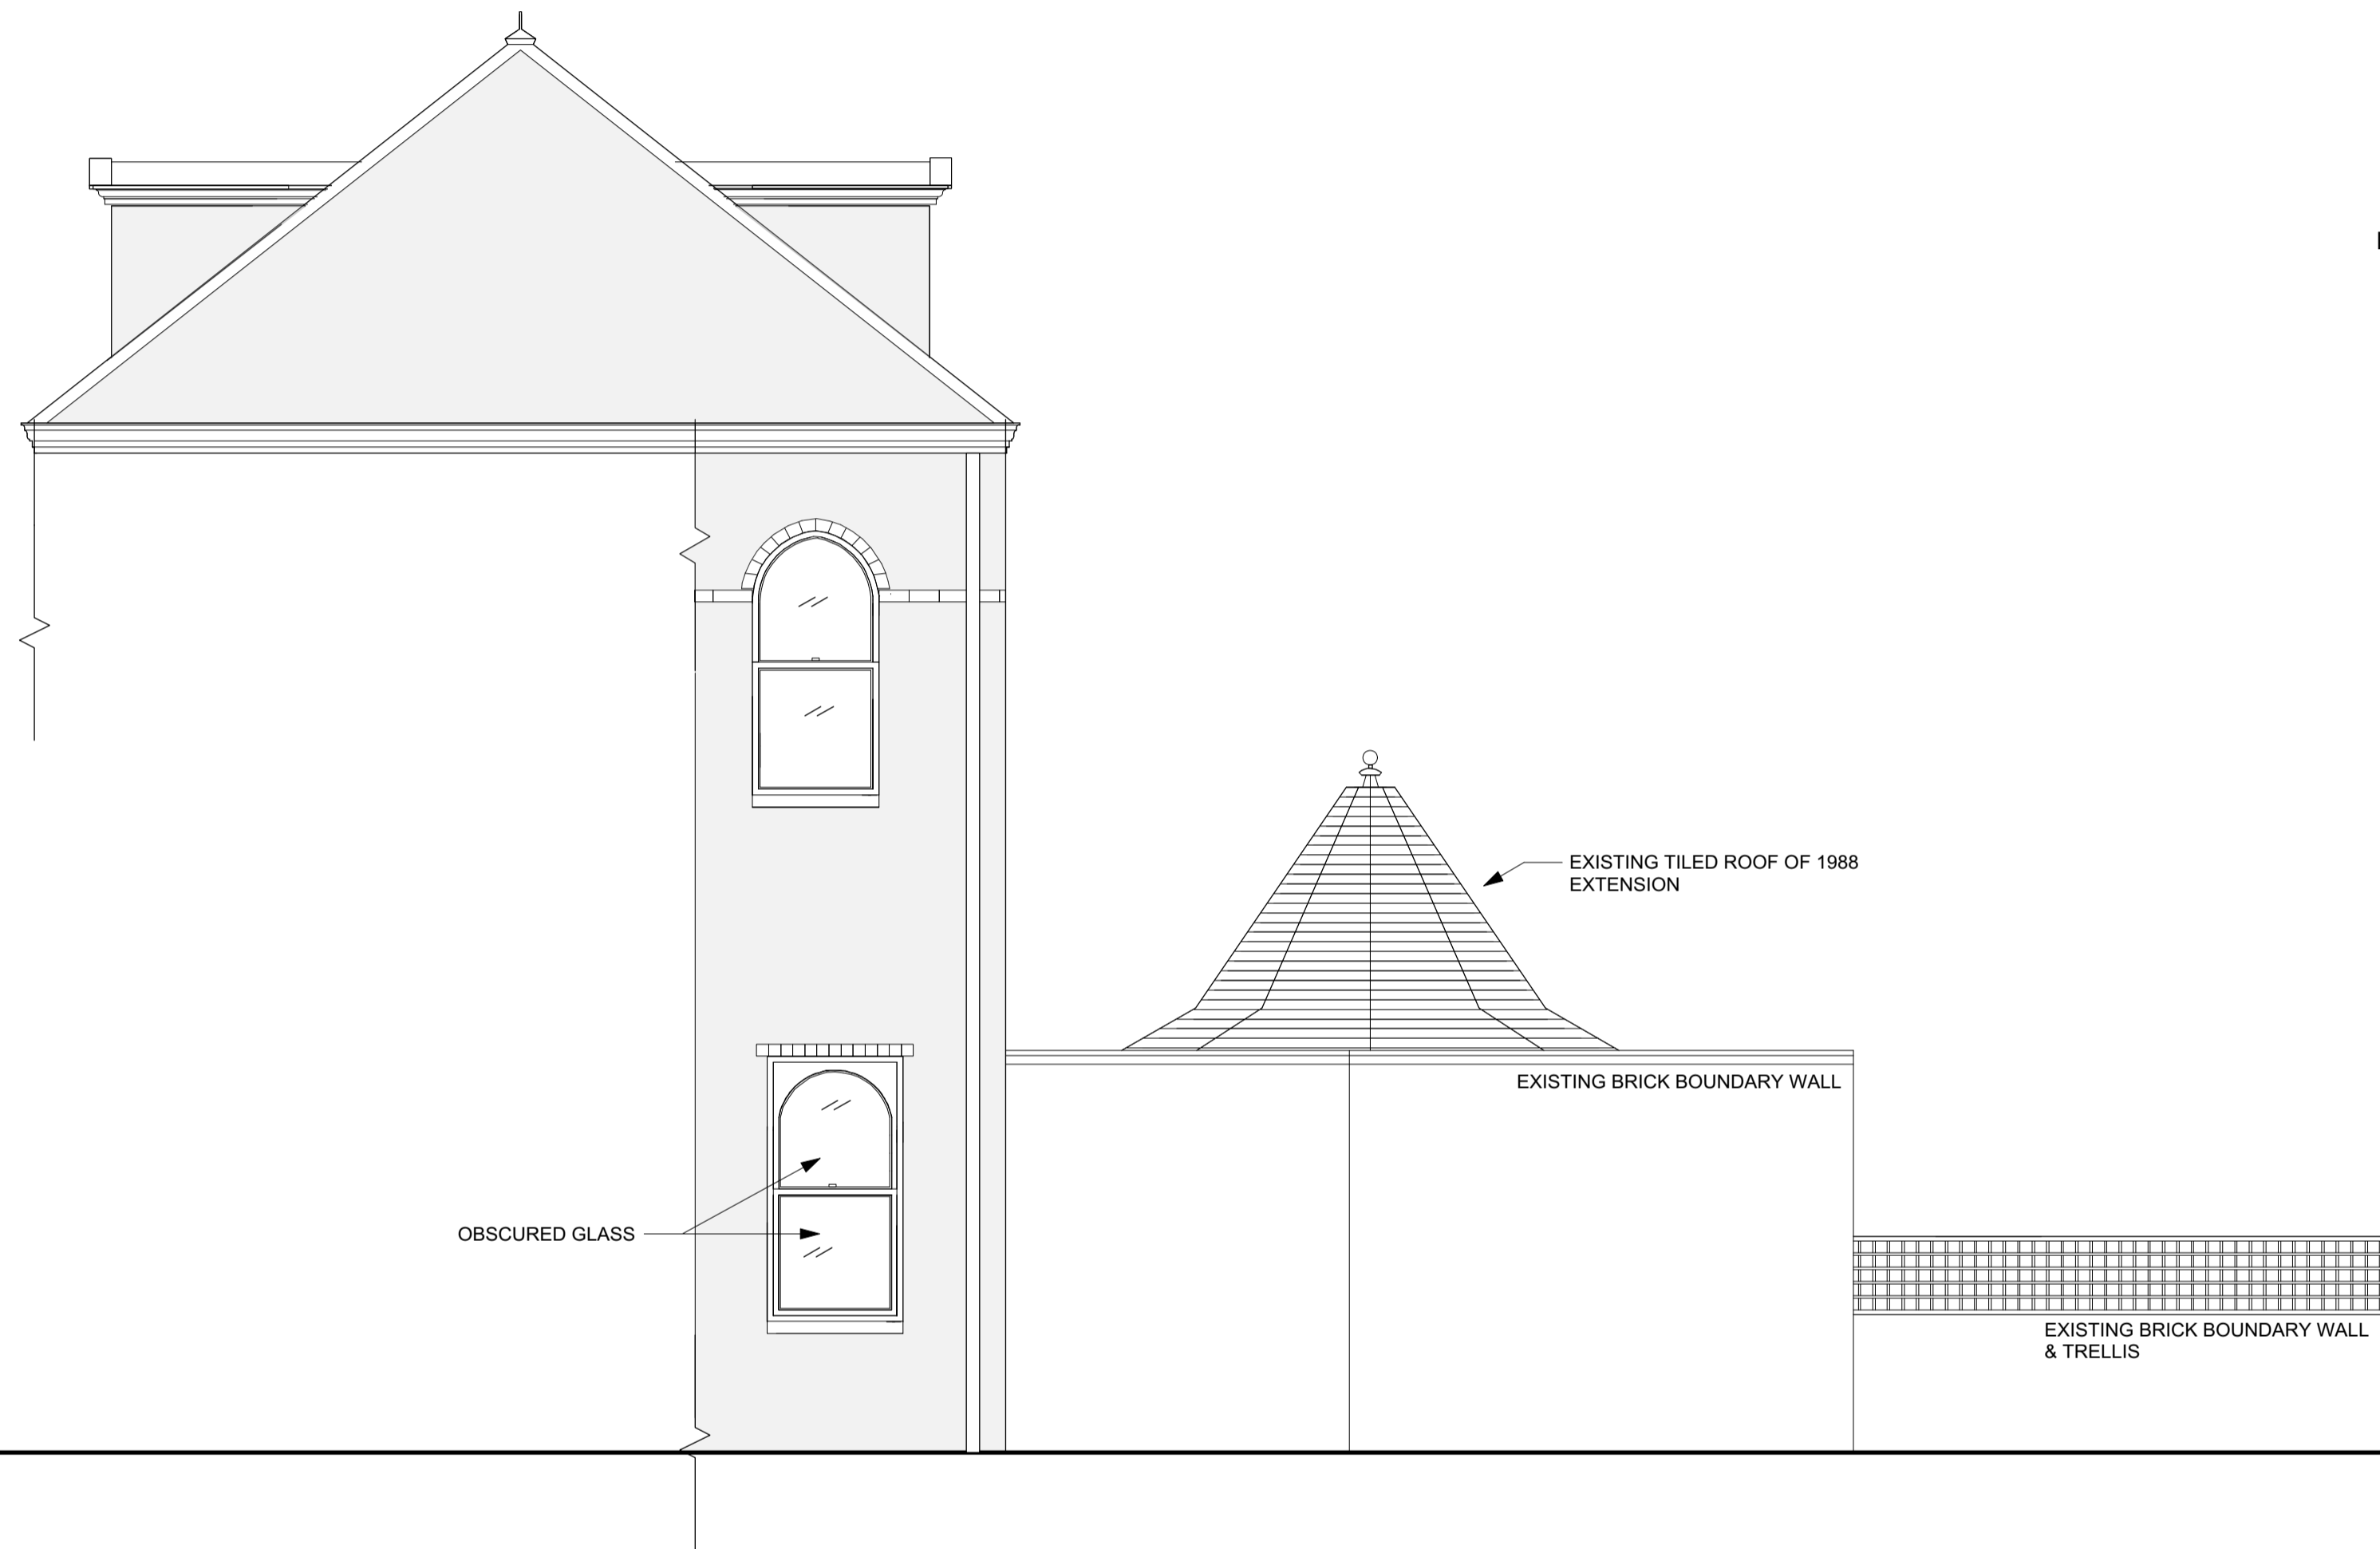 EXISTING TILED ROOF OF 1988
EXTENSION
EXISTING BRICK BOUNDARY WALL
OBSCURED GLASS
EXISTING BRICK BOUNDARY WALL
& TRELLIS